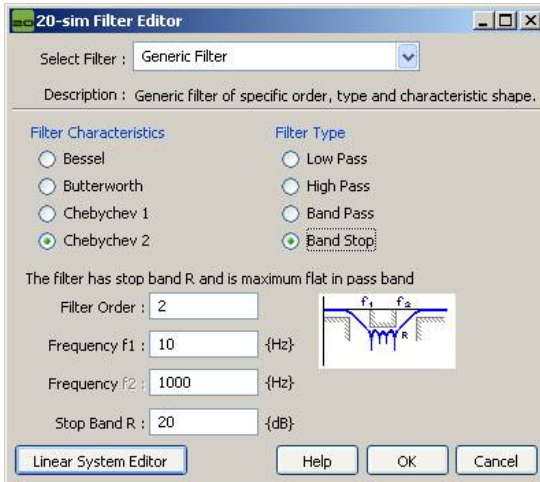 20-sim Filter Editor
Select Filter : Generic Filter
Description : Generic filter of specific order, type and characteristic shape.
Filter Characteristics
Filter Type
Bessel
Low Pass
Butterworth
High Pass
Chebychev 1
Band Pass
Chebychev 2
Band Stop
The filter has stop band R and is maximum flat in pass band
Filter Order : 2
f1 f2
R
Frequency f1 : 10 {Hz}
Frequency f2 : 1000 {Hz}
Stop Band R : 20 {dB}
Linear System Editor
Help
OK
Cancel